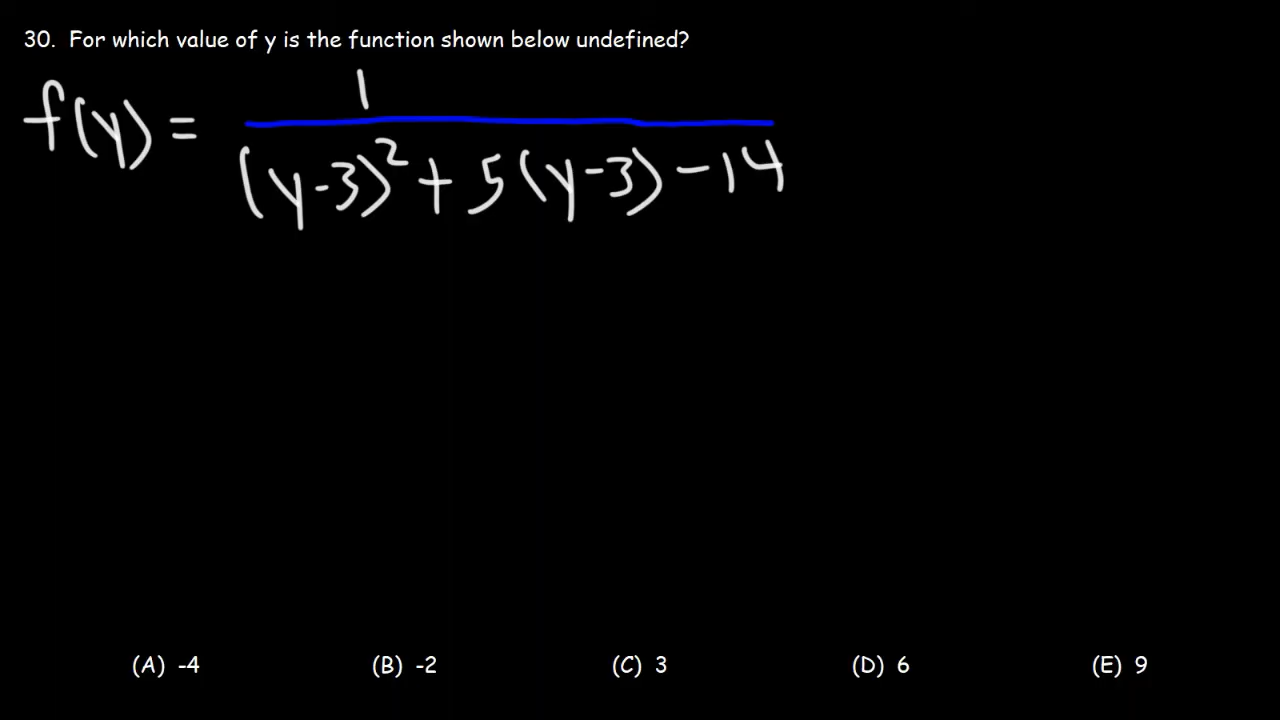 30. For which value of y is the function shown below undefined?
f(y) = 1
(y-3)² + 5(y-3) - 14
(A) -4 (B) -2 (C) 3 (D) 6 (E) 9